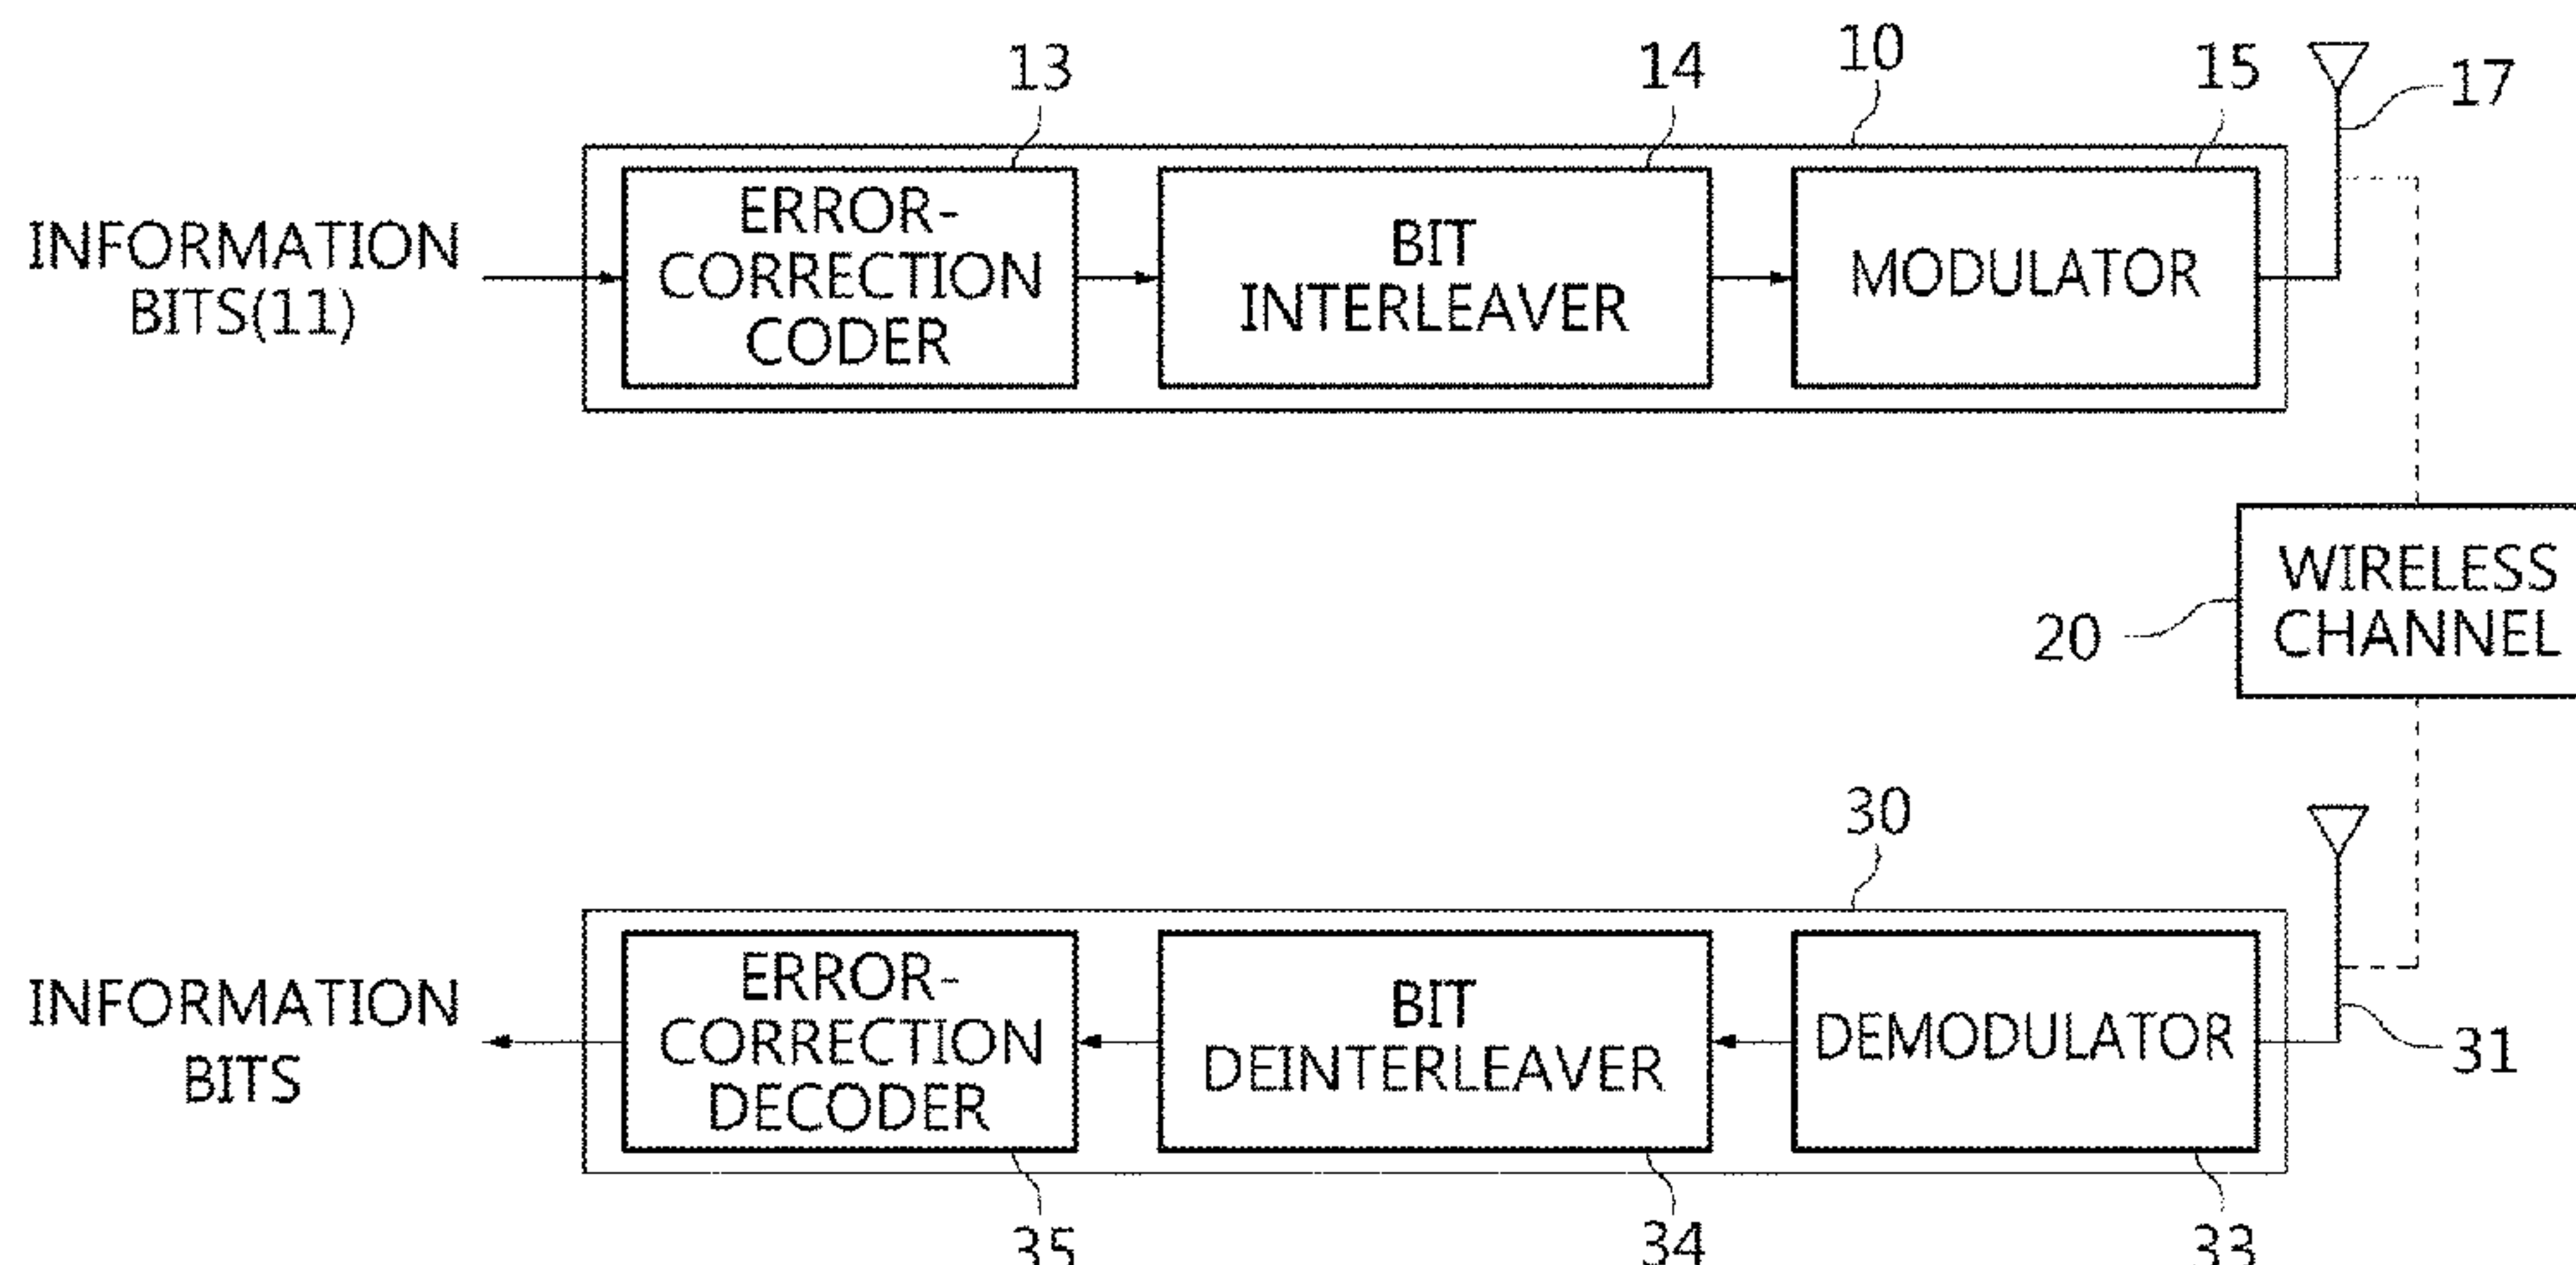 13
14
10
15
17
INFORMATION
BITS(11)
ERROR-
CORRECTION
CODER
BIT
INTERLEAVER
MODULATOR
WIRELESS
CHANNEL
20
30
INFORMATION
BITS
ERROR-
CORRECTION
DECODER
BIT
DEINTERLEAVER
DEMODULATOR
31
35
34
33